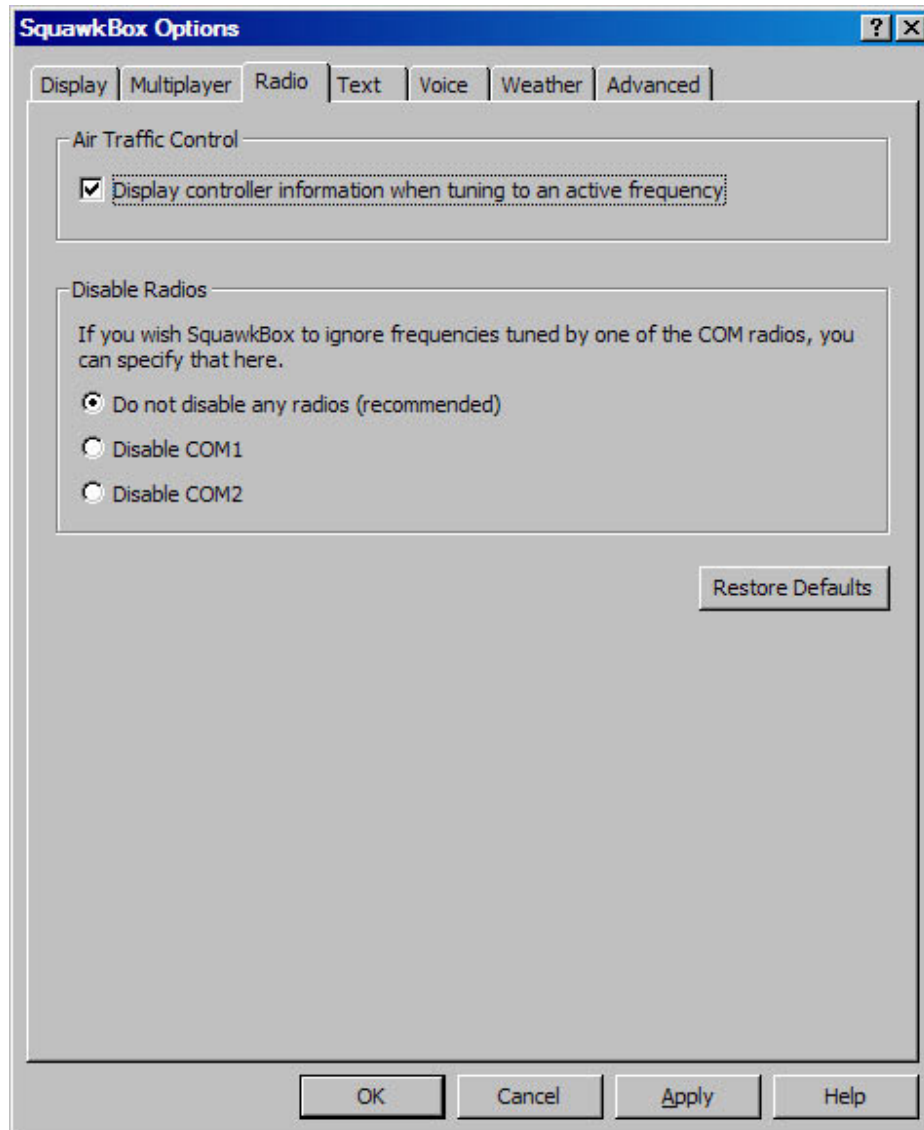 SquawkBox Options
Display Multiplayer Radio Text Voice Weather Advanced
Air Traffic Control
Display controller information when tuning to an active frequency
Disable Radios
If you wish SquawkBox to ignore frequencies tuned by one of the COM radios, you
can specify that here.
Do not disable any radios (recommended)
Disable COM1
Disable COM2
Restore Defaults
OK Cancel Apply Help